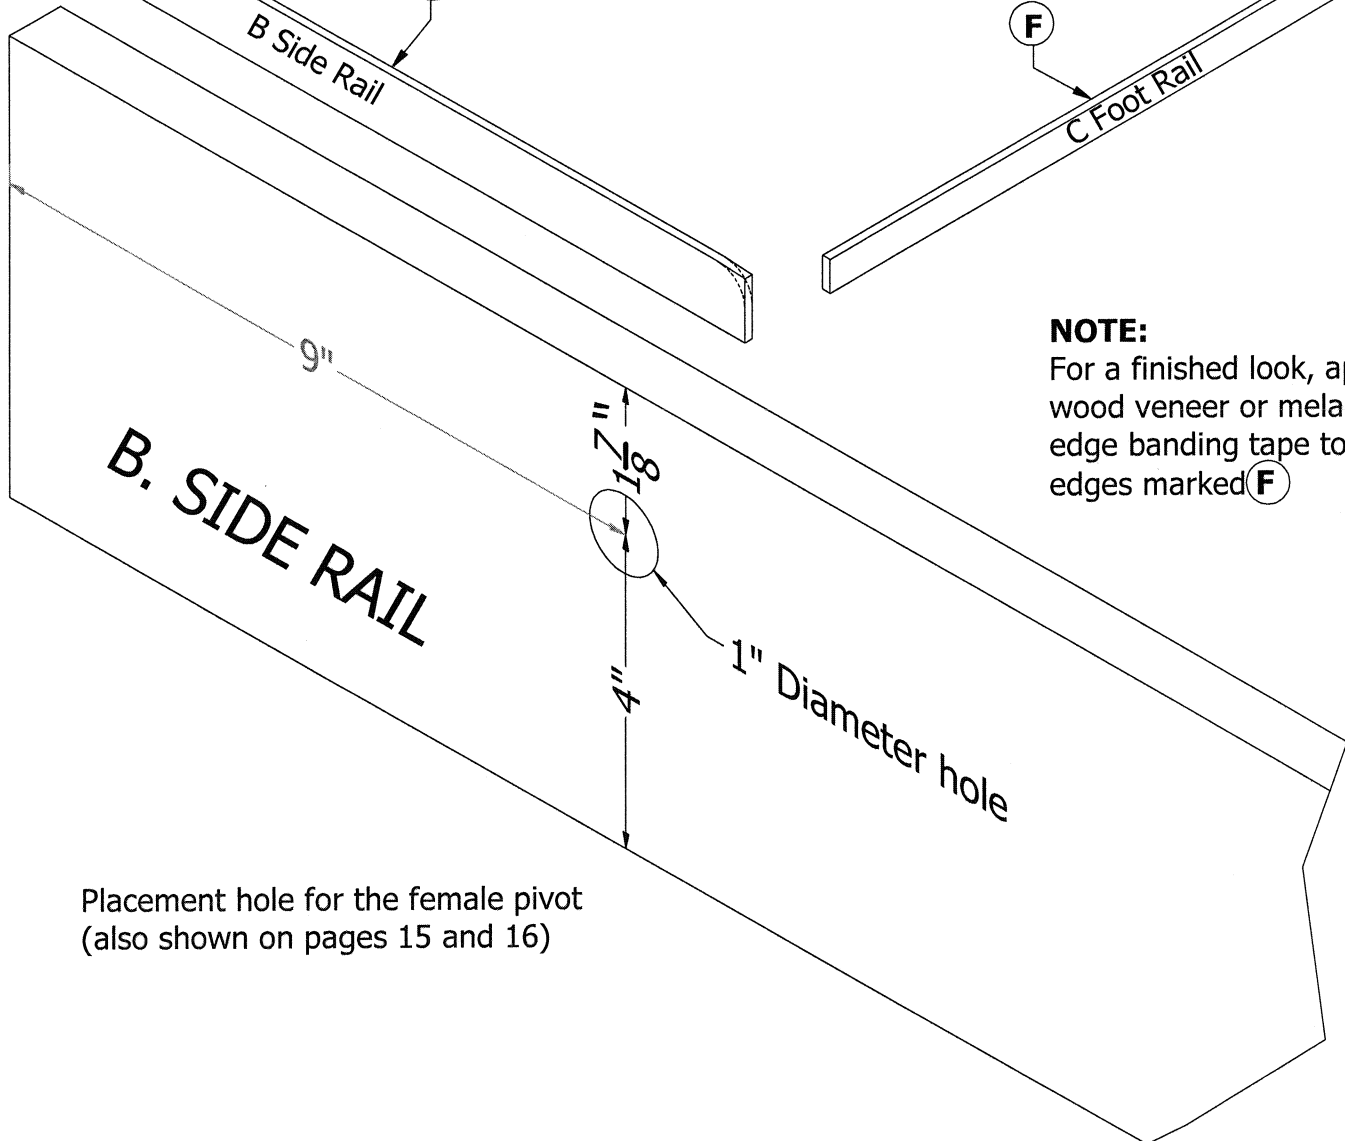 B Side Rail
F
C Foot Rail
NOTE:
For a finished look,
wood veneer or
edge banding tape to
edges marked F
9"
1 7/8"
B. SIDE RAIL
4"
1" Diameter hole
Placement hole for the female pivot
(also shown on pages 15 and 16)